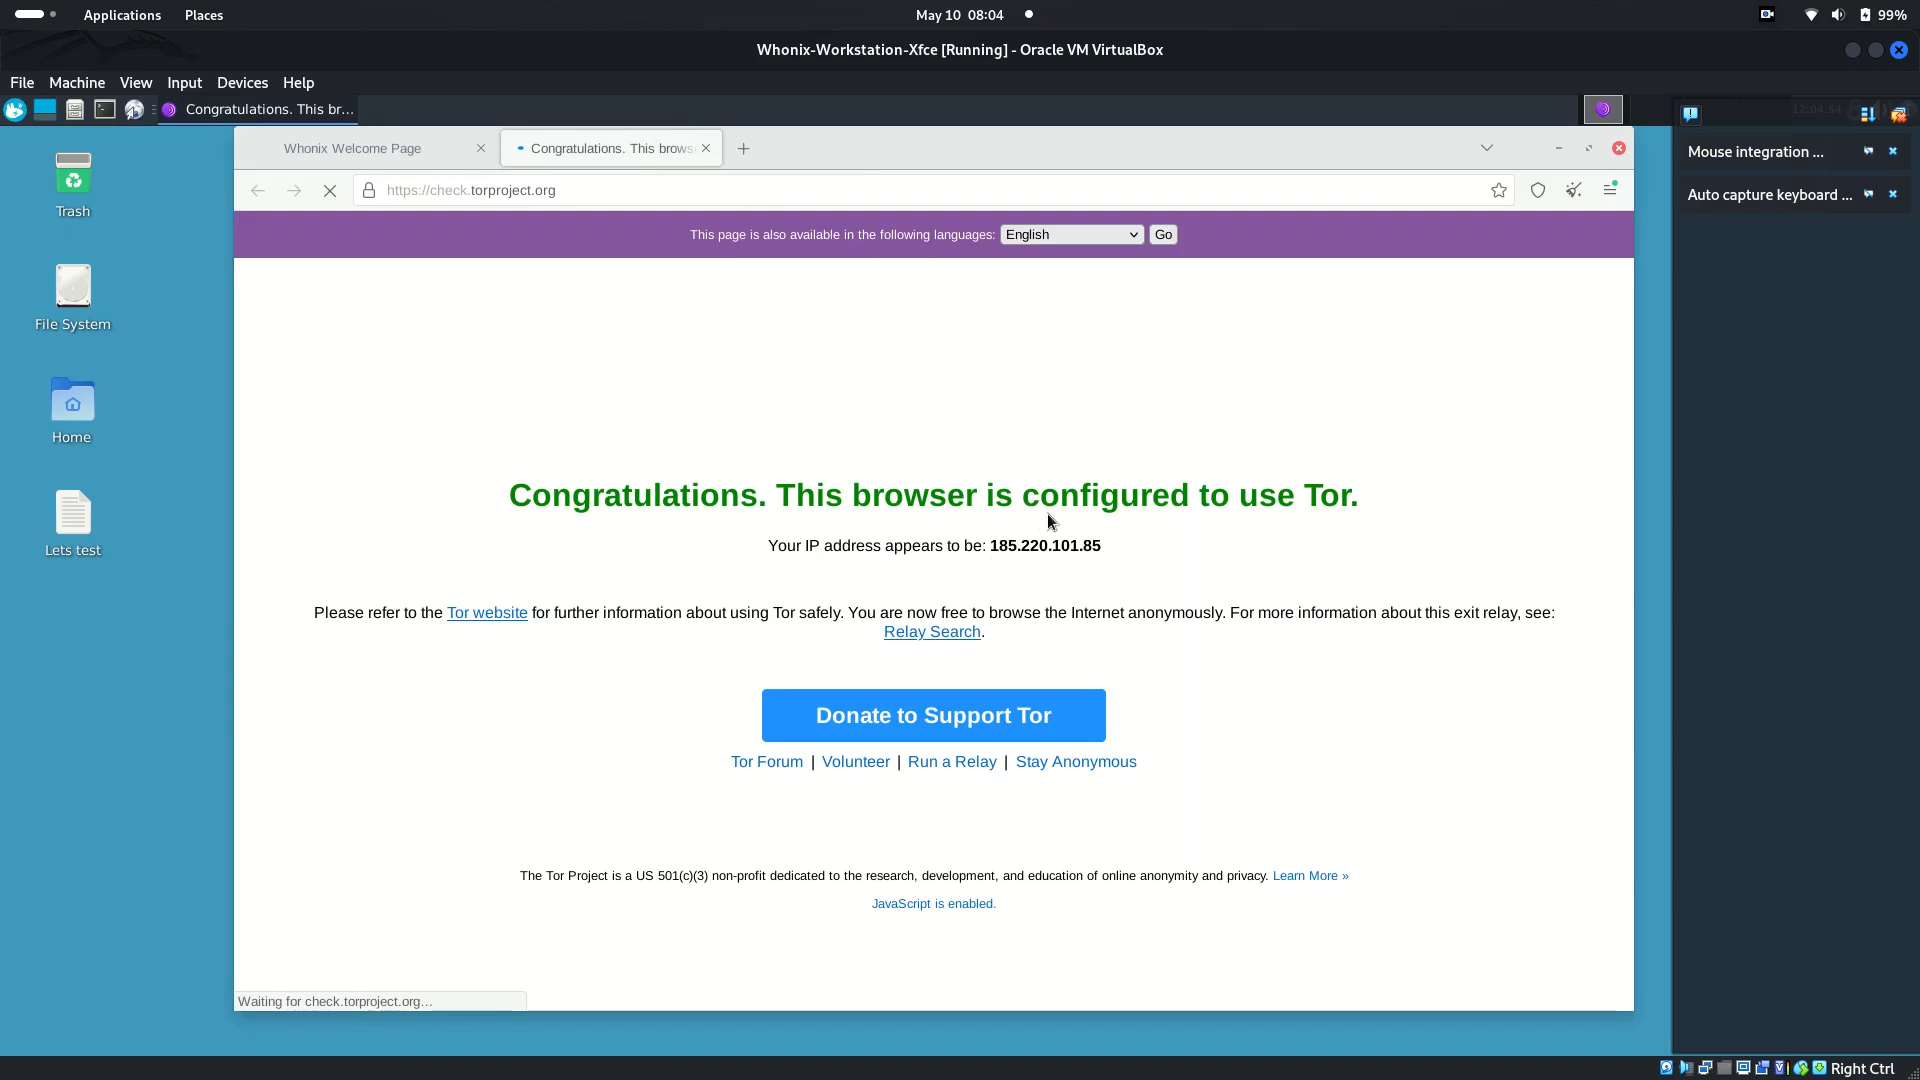 Applications Places May 10 08:04 99%
Whonix-Workstation-Xfce [Running] - Oracle VM VirtualBox
File Machine View Input Devices Help
Congratulations. This br... 12:04:54
Whonix Welcome Page Congratulations. This brows
Mouse integration ...
https://check.torproject.org
Auto capture keyboard ...
Trash
This page is also available in the following languages: English Go
File System
Home
Congratulations. This browser is configured to use Tor.
Your IP address appears to be: 185.220.101.85
Lets test
Please refer to the Tor website for further information about using Tor safely. You are now free to browse the Internet anonymously. For more information about this exit relay, see:
Relay Search.
Donate to Support Tor
Tor Forum | Volunteer | Run a Relay | Stay Anonymous
The Tor Project is a US 501(c)(3) non-profit dedicated to the research, development, and education of online anonymity and privacy. Learn More »
JavaScript is enabled.
Waiting for check.torproject.org…
Right Ctrl